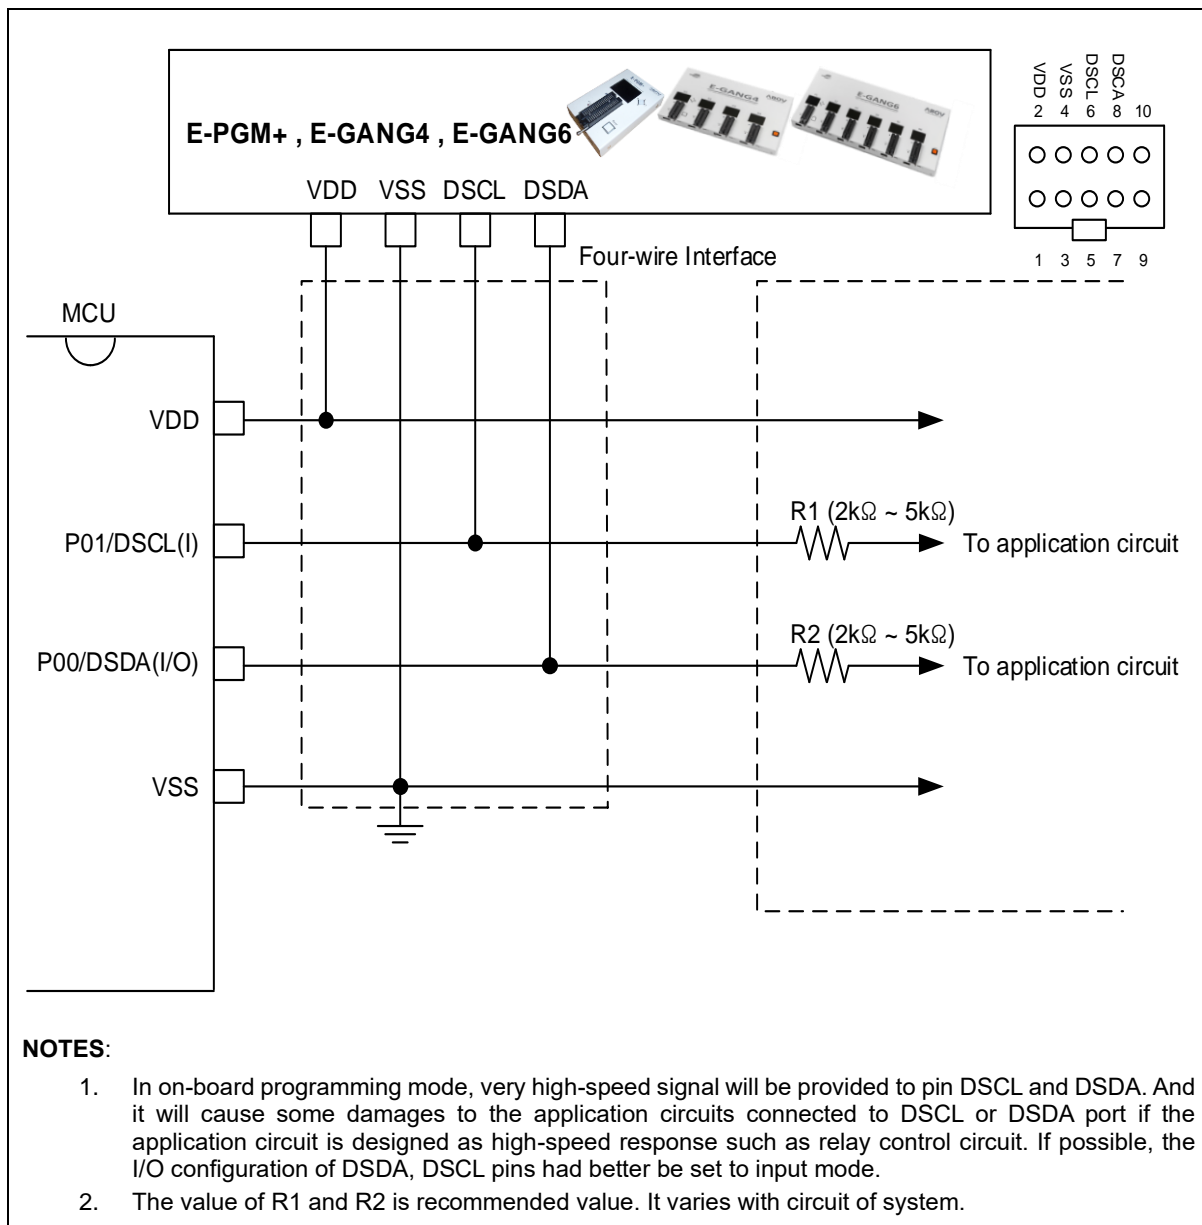 E-PGM+ , E-GANG4 , E-GANG6
E-GANG4
E-GANG6
VDD VSS DSCL DSDA
VDD VSS DSCL DSCA
2 4 6 8 10
1 3 5 7 9
Four-wire Interface
MCU
VDD
R1 (2kΩ ~ 5kΩ)
P01/DSCL(I)
To application circuit
R2 (2kΩ ~ 5kΩ)
P00/DSDA(I/O)
To application circuit
VSS
NOTES:
1. In on-board programming mode, very high-speed signal will be provided to pin DSCL and DSDA. And
it will cause some damages to the application circuits connected to DSCL or DSDA port if the
application circuit is designed as high-speed response such as relay control circuit. If possible, the
I/O configuration of DSDA, DSCL pins had better be set to input mode.
2. The value of R1 and R2 is recommended value. It varies with circuit of system.